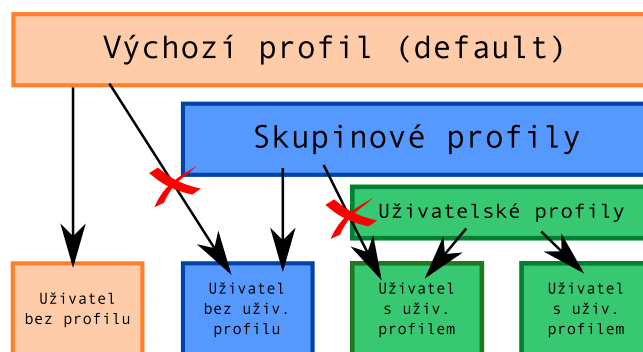 Výchozí profil (default)
Skupinové profily
Uživatelské profily
Uživatel
bez profilu
Uživatel
bez uživ.
profilu
Uživatel
s uživ.
profilem
Uživatel
s uživ.
profilem